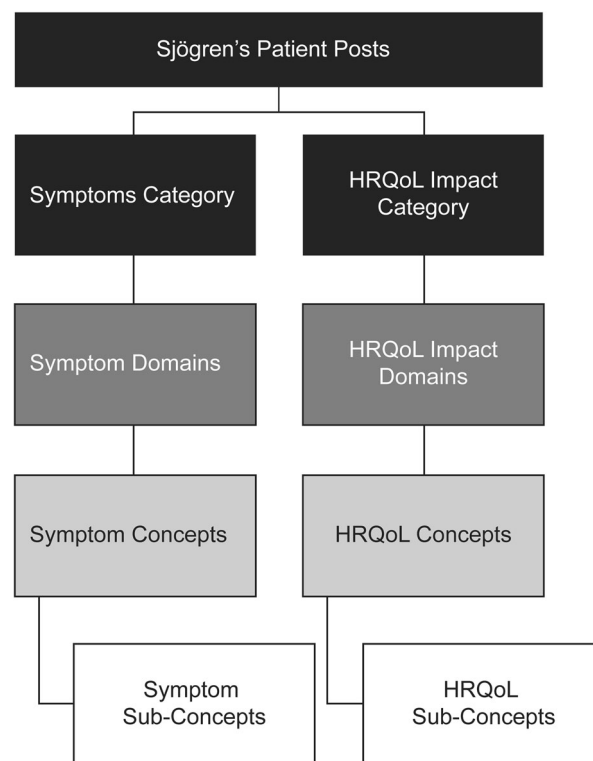 Sjögren's Patient Posts
Symptoms Category
HRQoL Impact
Category
Symptom Domains
HRQoL Impact
Domains
Symptom Concepts
HRQoL Concepts
Symptom
Sub-Concepts
HRQoL
Sub-Concepts